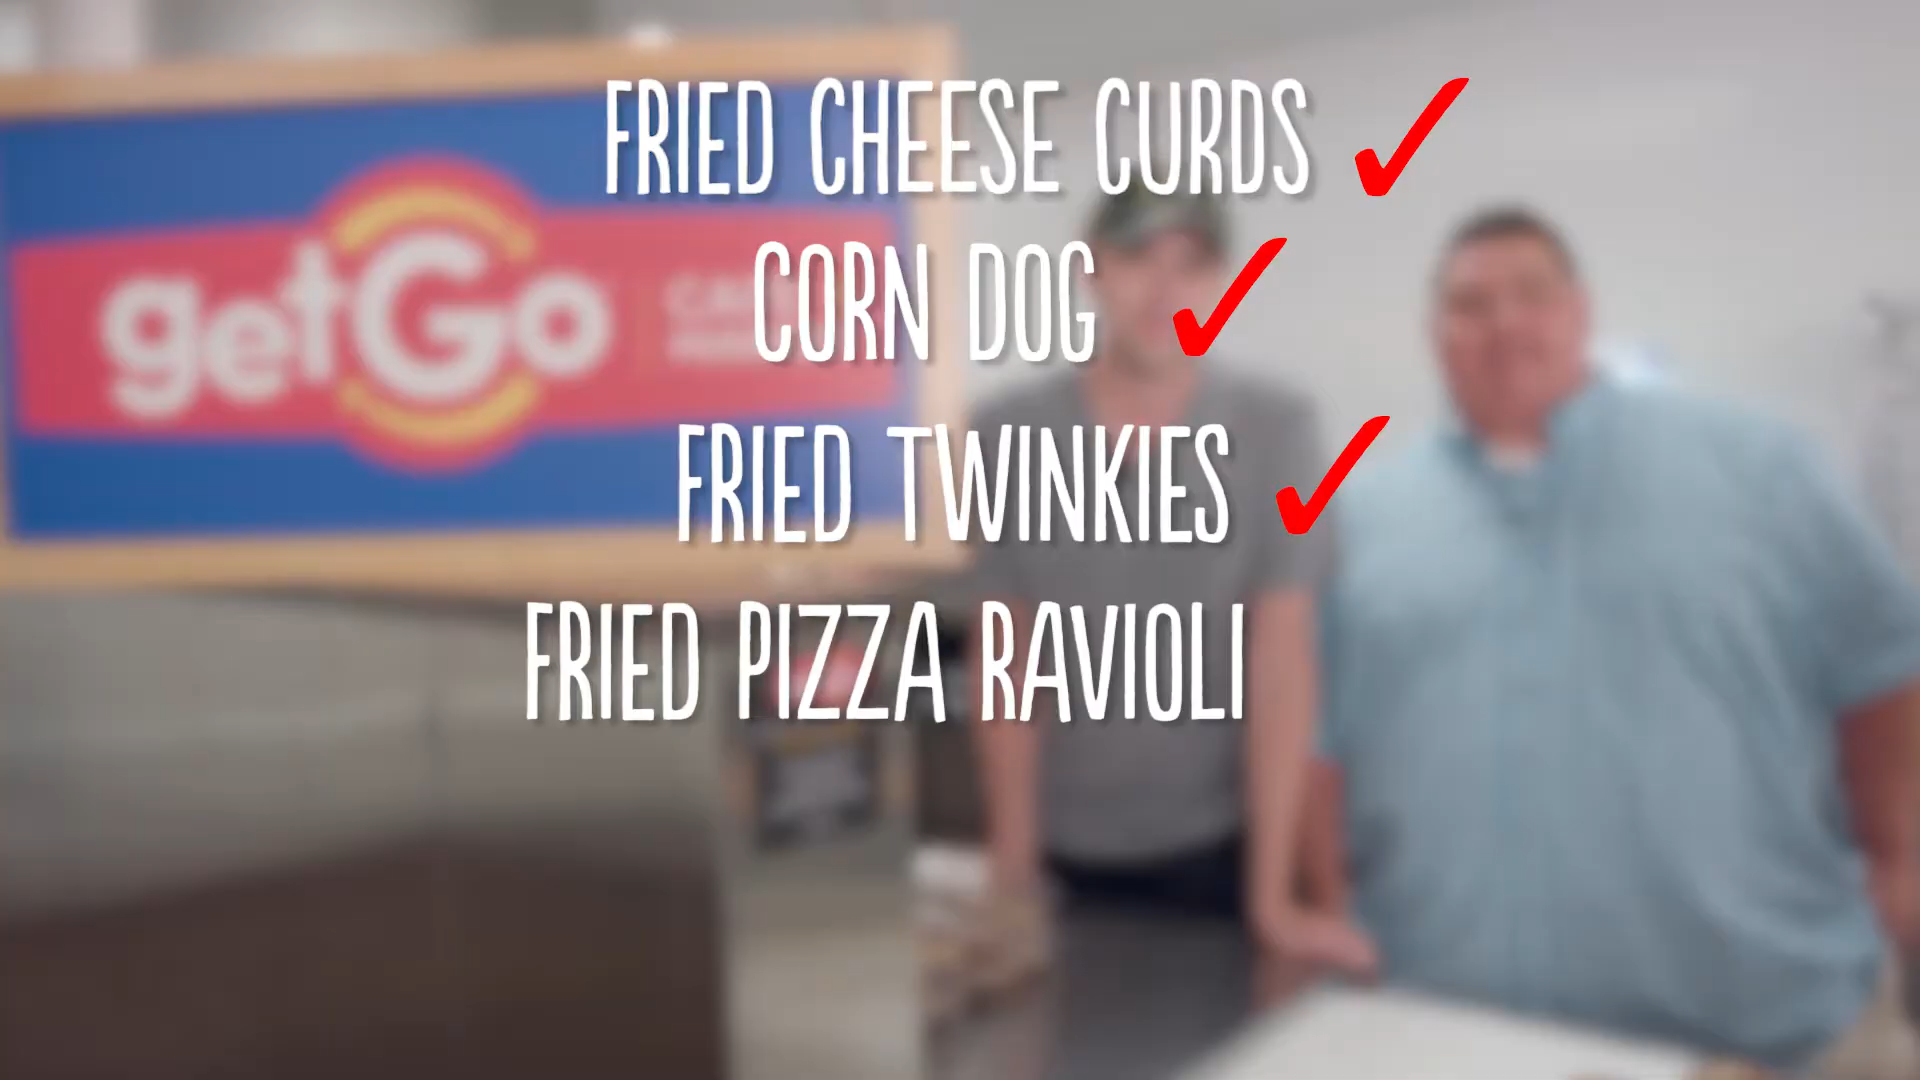 FRIED CHEESE CURDS
CORN DOG
FRIED TWINKIES
FRIED PIZZA RAVIOLI
getGo